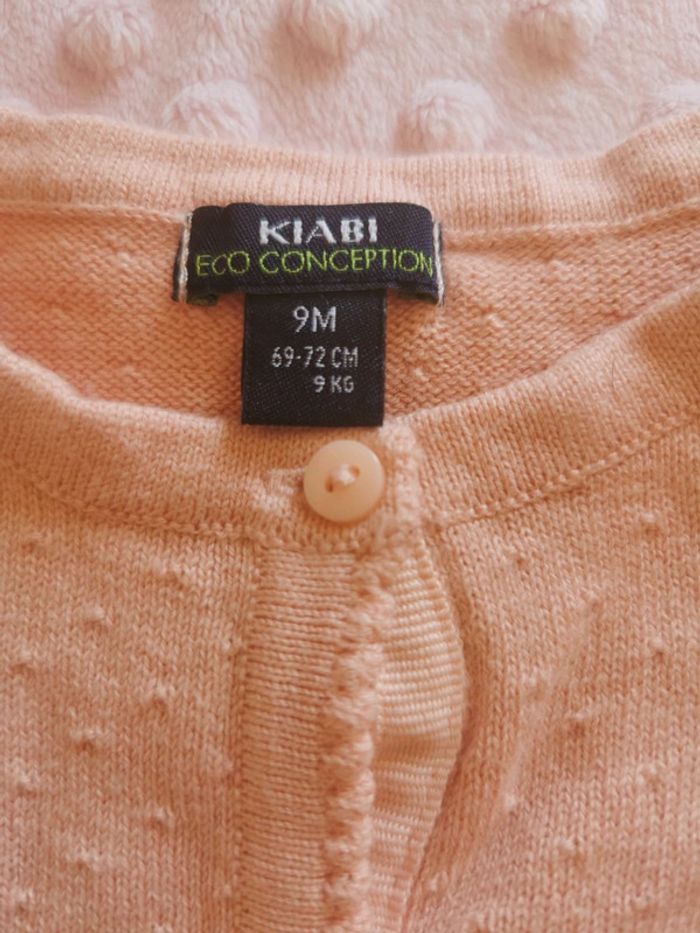 KIABI
ECO CONCEPTION
9M
69-72 CM
9 KG